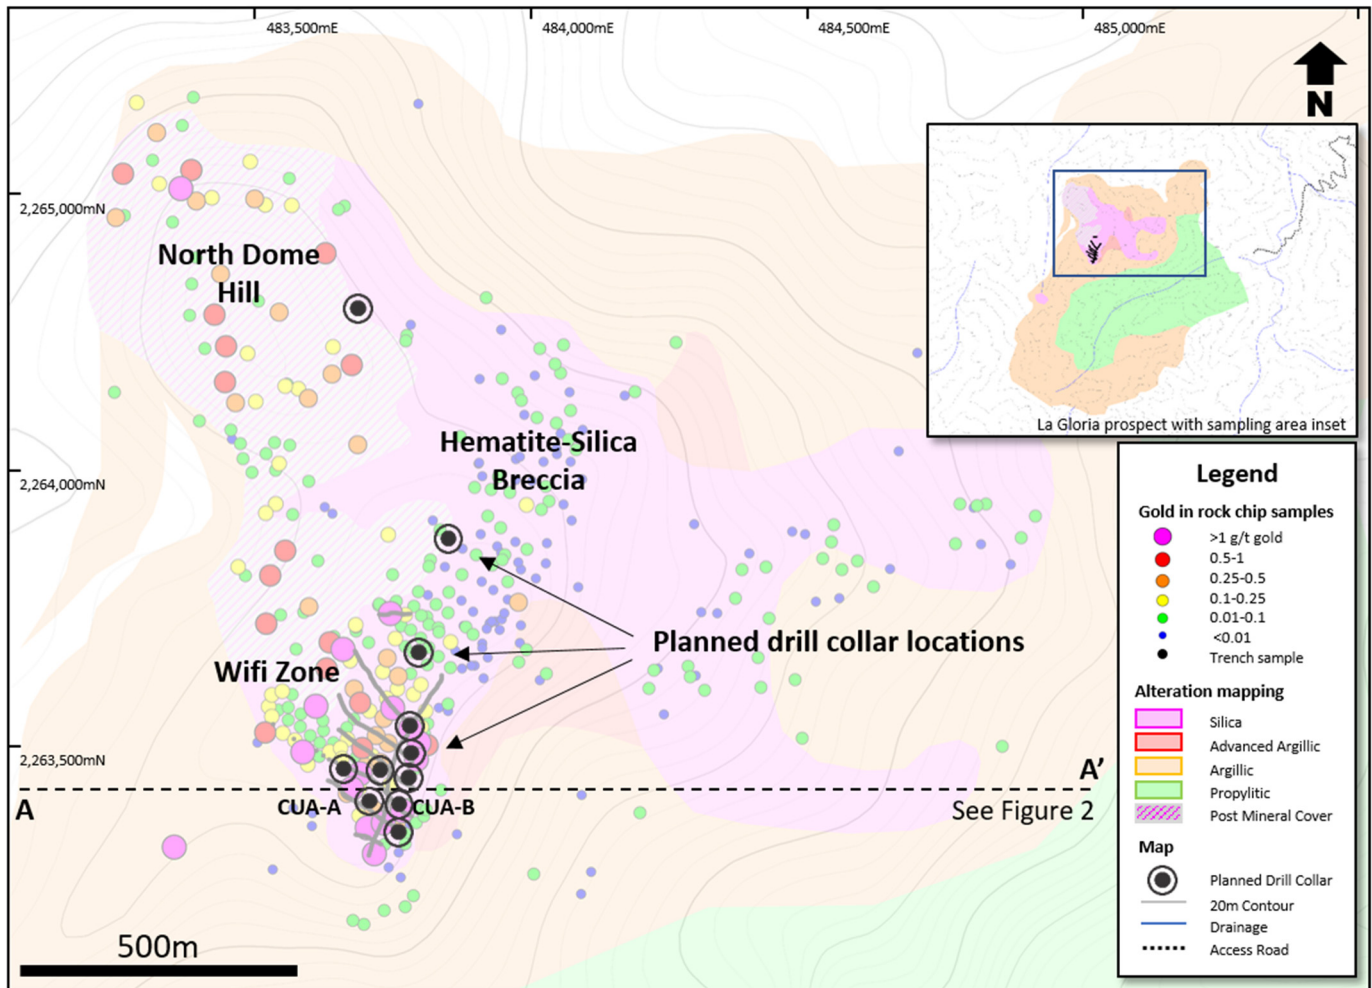 483,500mE
484,000mE
484,500mE
485,000mE
N
2,265,000mN
North Dome
Hill
La Gloria prospect with sampling area inset
Hematite-Silica
Breccia
2,264,000mN
Planned drill collar locations
Wifi Zone
2,263,500mN
A
A’
CUA-A
CUA-B
See Figure 2
500m
Legend
Gold in rock chip samples
>1 g/t gold
0.5-1
0.25-0.5
0.1-0.25
0.01-0.1
<0.01
Trench sample
Alteration mapping
Silica
Advanced Argillic
Argillic
Propylitic
Post Mineral Cover
Map
Planned Drill Collar
20m Contour
Drainage
Access Road